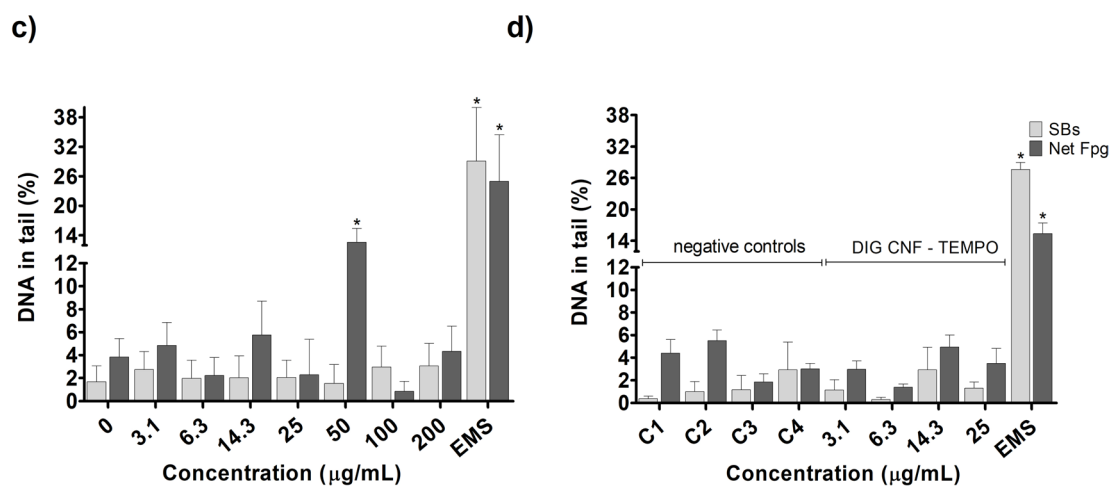 c)
DNA in tail (%)
38
32
26
20
14
12
10
8
6
4
2
0
* * *
0 3.1 6.3 14.3 25 50 100 200 EMS
Concentration (μg/mL)
d)
DNA in tail (%)
38
32
26
20
14
12
10
8
6
4
2
0
SBs
Net Fpg
* *
negative controls DIG CNF - TEMPO
C1 C2 C3 C4 3.1 6.3 14.3 25 EMS
Concentration (μg/mL)